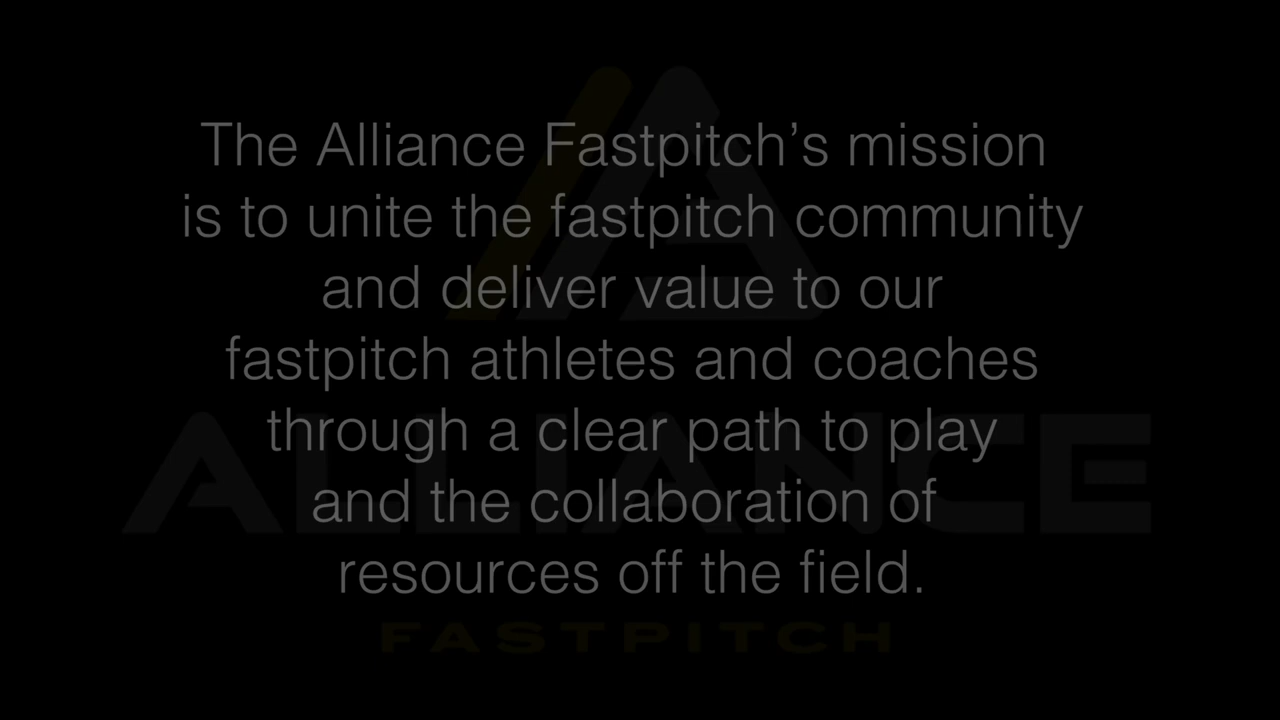 The Alliance Fastpitch’s mission
is to unite the fastpitch community
and deliver value to our
fastpitch athletes and coaches
through a clear path to play
and the collaboration of
resources off the field.
ALLIANCE
FASTPITCH